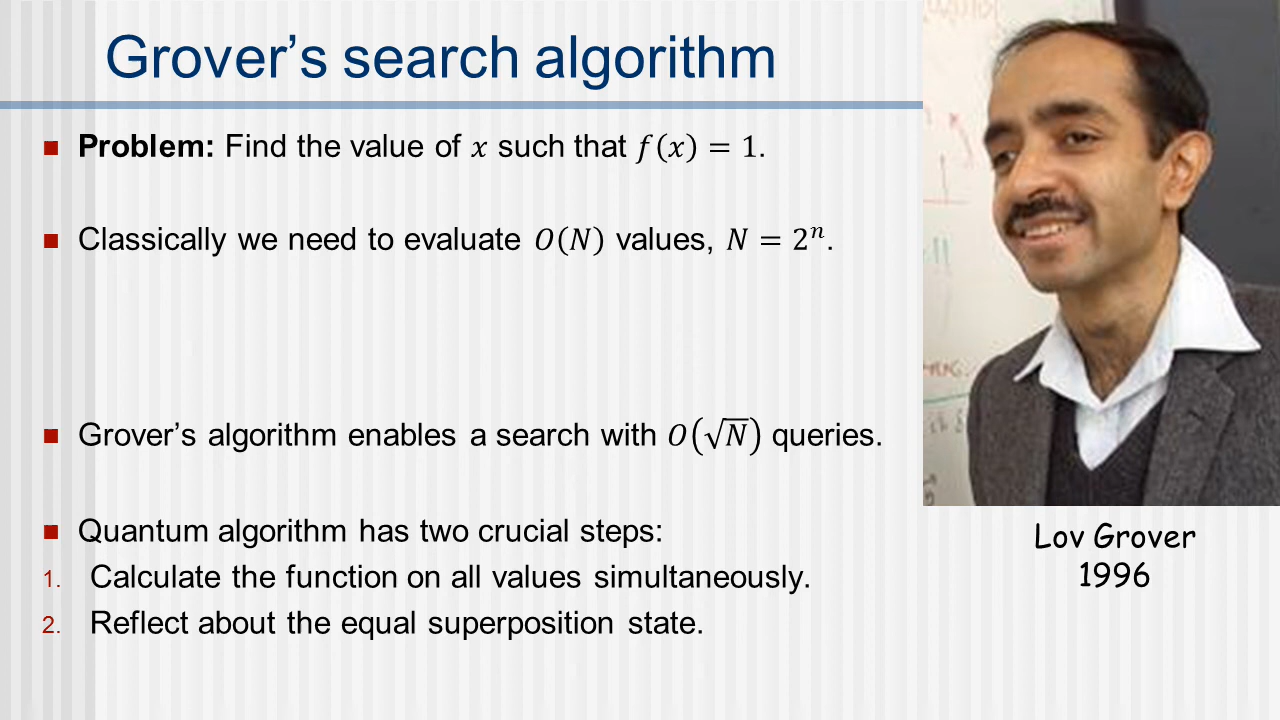 Grover's search algorithm
Problem: Find the value of 𝑥 such that 𝑓(𝑥) = 1.
Classically we need to evaluate 𝑂(𝑁) values, 𝑁 = 2ⁿ.
Grover's algorithm enables a search with 𝑂(√𝑁) queries.
Quantum algorithm has two crucial steps:
1. Calculate the function on all values simultaneously.
2. Reflect about the equal superposition state.
Lov Grover
1996